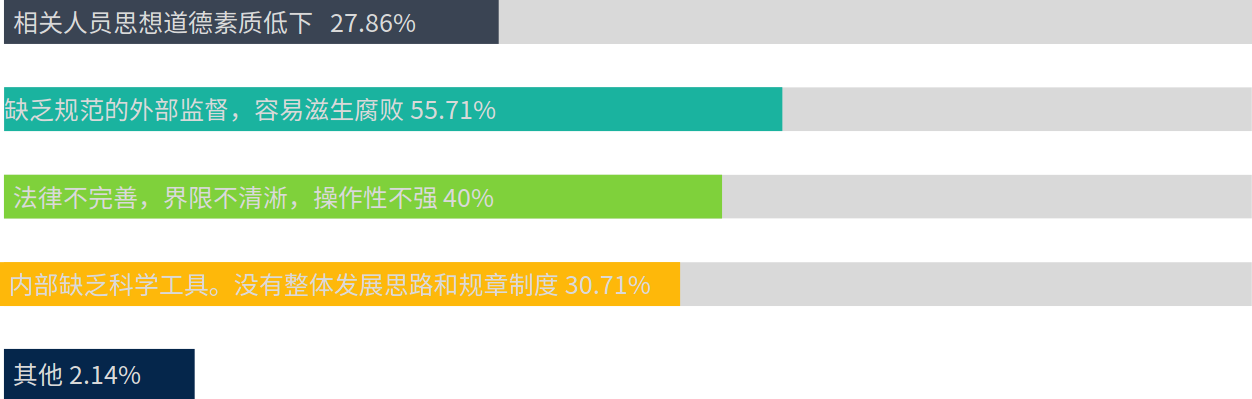 相关人员思想道德素质低下 27.86%
缺乏规范的外部监督，容易滋生腐败 55.71%
法律不完善，界限不清淅，操作性不强 40%
内部缺乏科学工具。没有整体发展思路和规章制度 30.71%
其他 2.14%